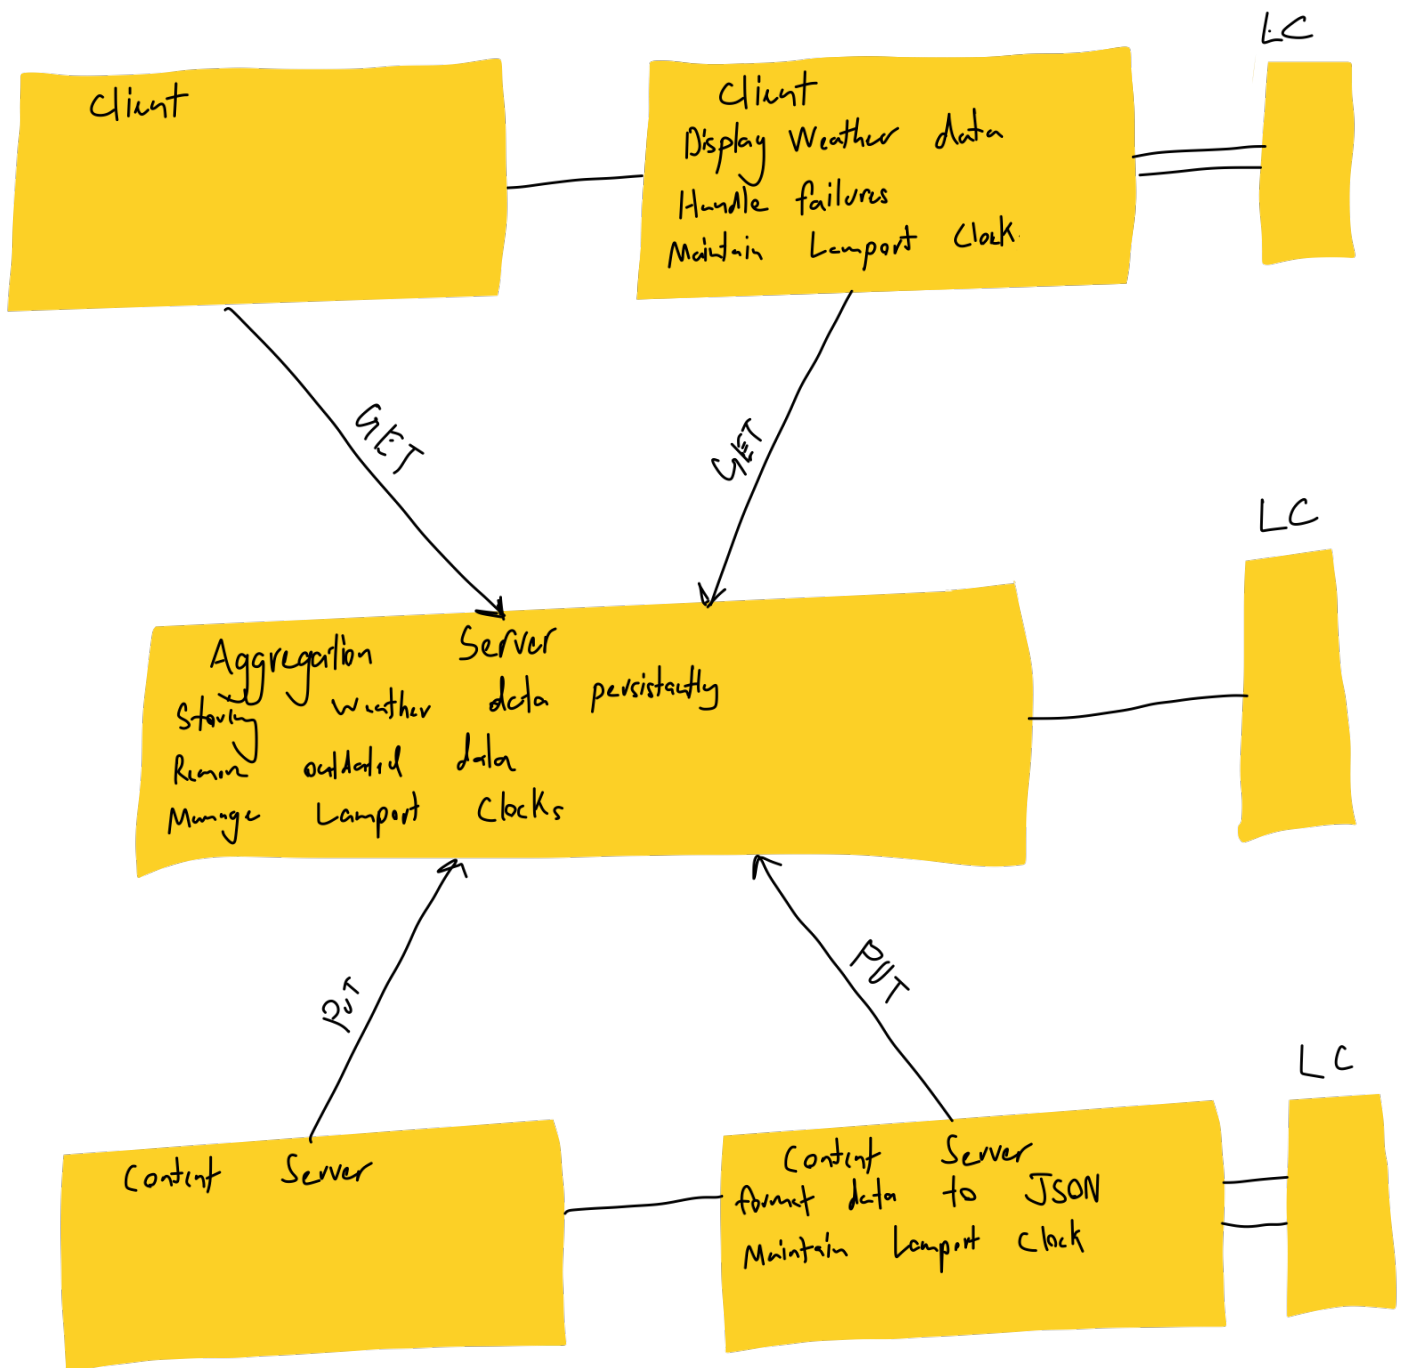 LC
Client
Client
Display Weather data
Handle failures
Maintain Lamport Clock
GET
GET
LC
Aggregation Server
Storing weather data persistantly
Remove outdated data
Manage Lamport Clocks
PUT
PUT
LC
Content Server
Content Server
format data to JSON
Maintain Lamport Clock